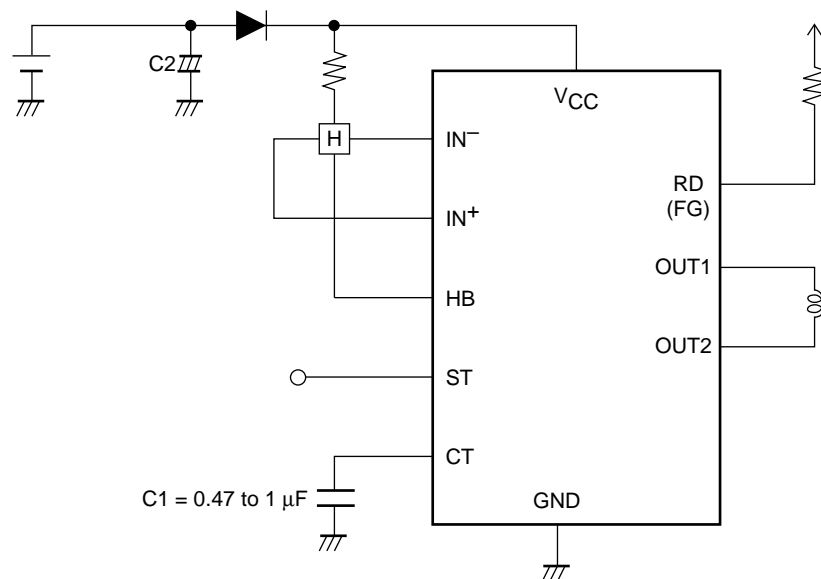 C2
VCC
H
IN−
IN+
RD
(FG)
OUT1
HB
OUT2
ST
CT
C1 = 0.47 to 1 μF
GND